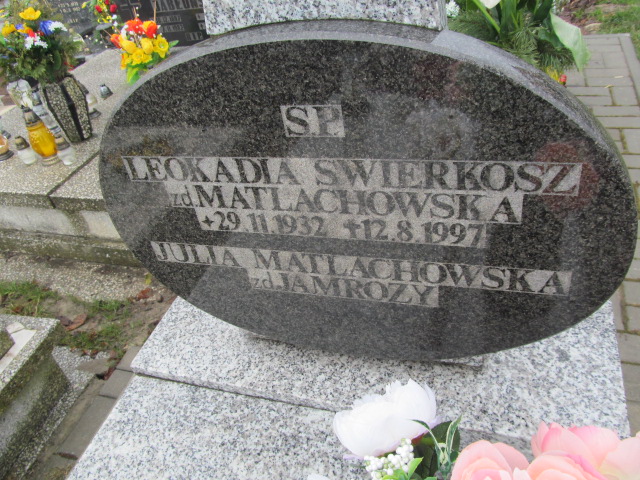 SP
LEOKADIA SWIERKOSZ
zd MATLACHOWSKA
*29.11.1932 †12.8.1997
JULIA MATLACHOWSKA
zd JAMROZY